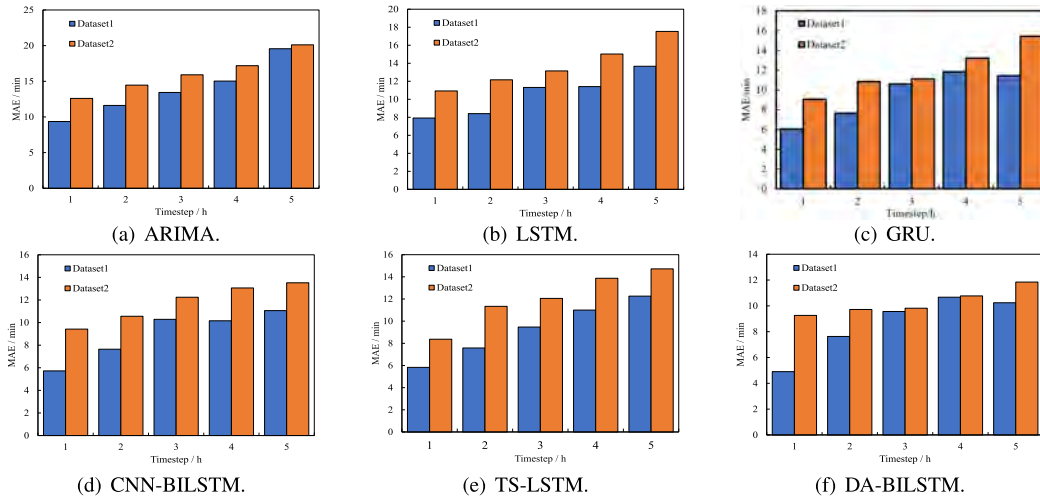 25
20
15
10
5
0
MAE / min
Dataset1
Dataset2
1 2 3 4 5
Timestep / h
(a) ARIMA.
20
18
16
14
12
10
8
6
4
2
0
MAE / min
Dataset1
Dataset2
1 2 3 4 5
Timestep / h
(b) LSTM.
18
16
14
12
10
8
6
4
2
0
MAE/min
Dataset1
Dataset2
1 2 3 4 5
Timestep/h
(c) GRU.
16
14
12
10
8
6
4
2
0
MAE / min
Dataset1
Dataset2
1 2 3 4 5
Timestep / h
(d) CNN-BILSTM.
16
14
12
10
8
6
4
2
0
MAE / min
Dataset1
Dataset2
1 2 3 4 5
Timestep / h
(e) TS-LSTM.
14
12
10
8
6
4
2
0
MAE / min
Dataset1
Dataset2
1 2 3 4 5
Timestep / h
(f) DA-BILSTM.